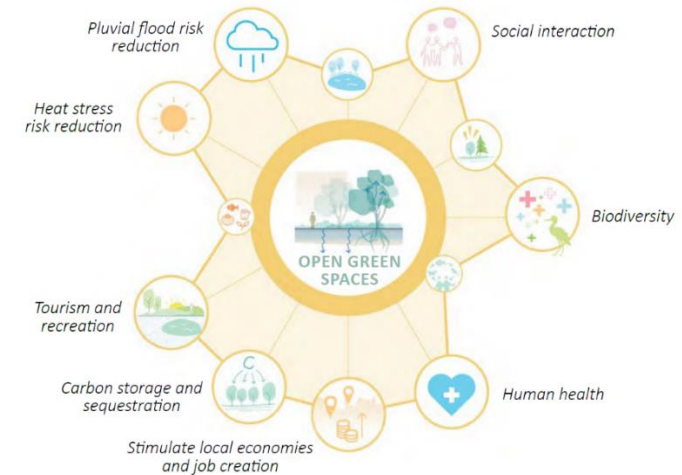 Pluvial flood risk
reduction
Social interaction
Heat stress
risk reduction
Biodiversity
OPEN GREEN
SPACES
Tourism and
recreation
Carbon storage and
sequestration
C
Human health
Stimulate local economies
and job creation